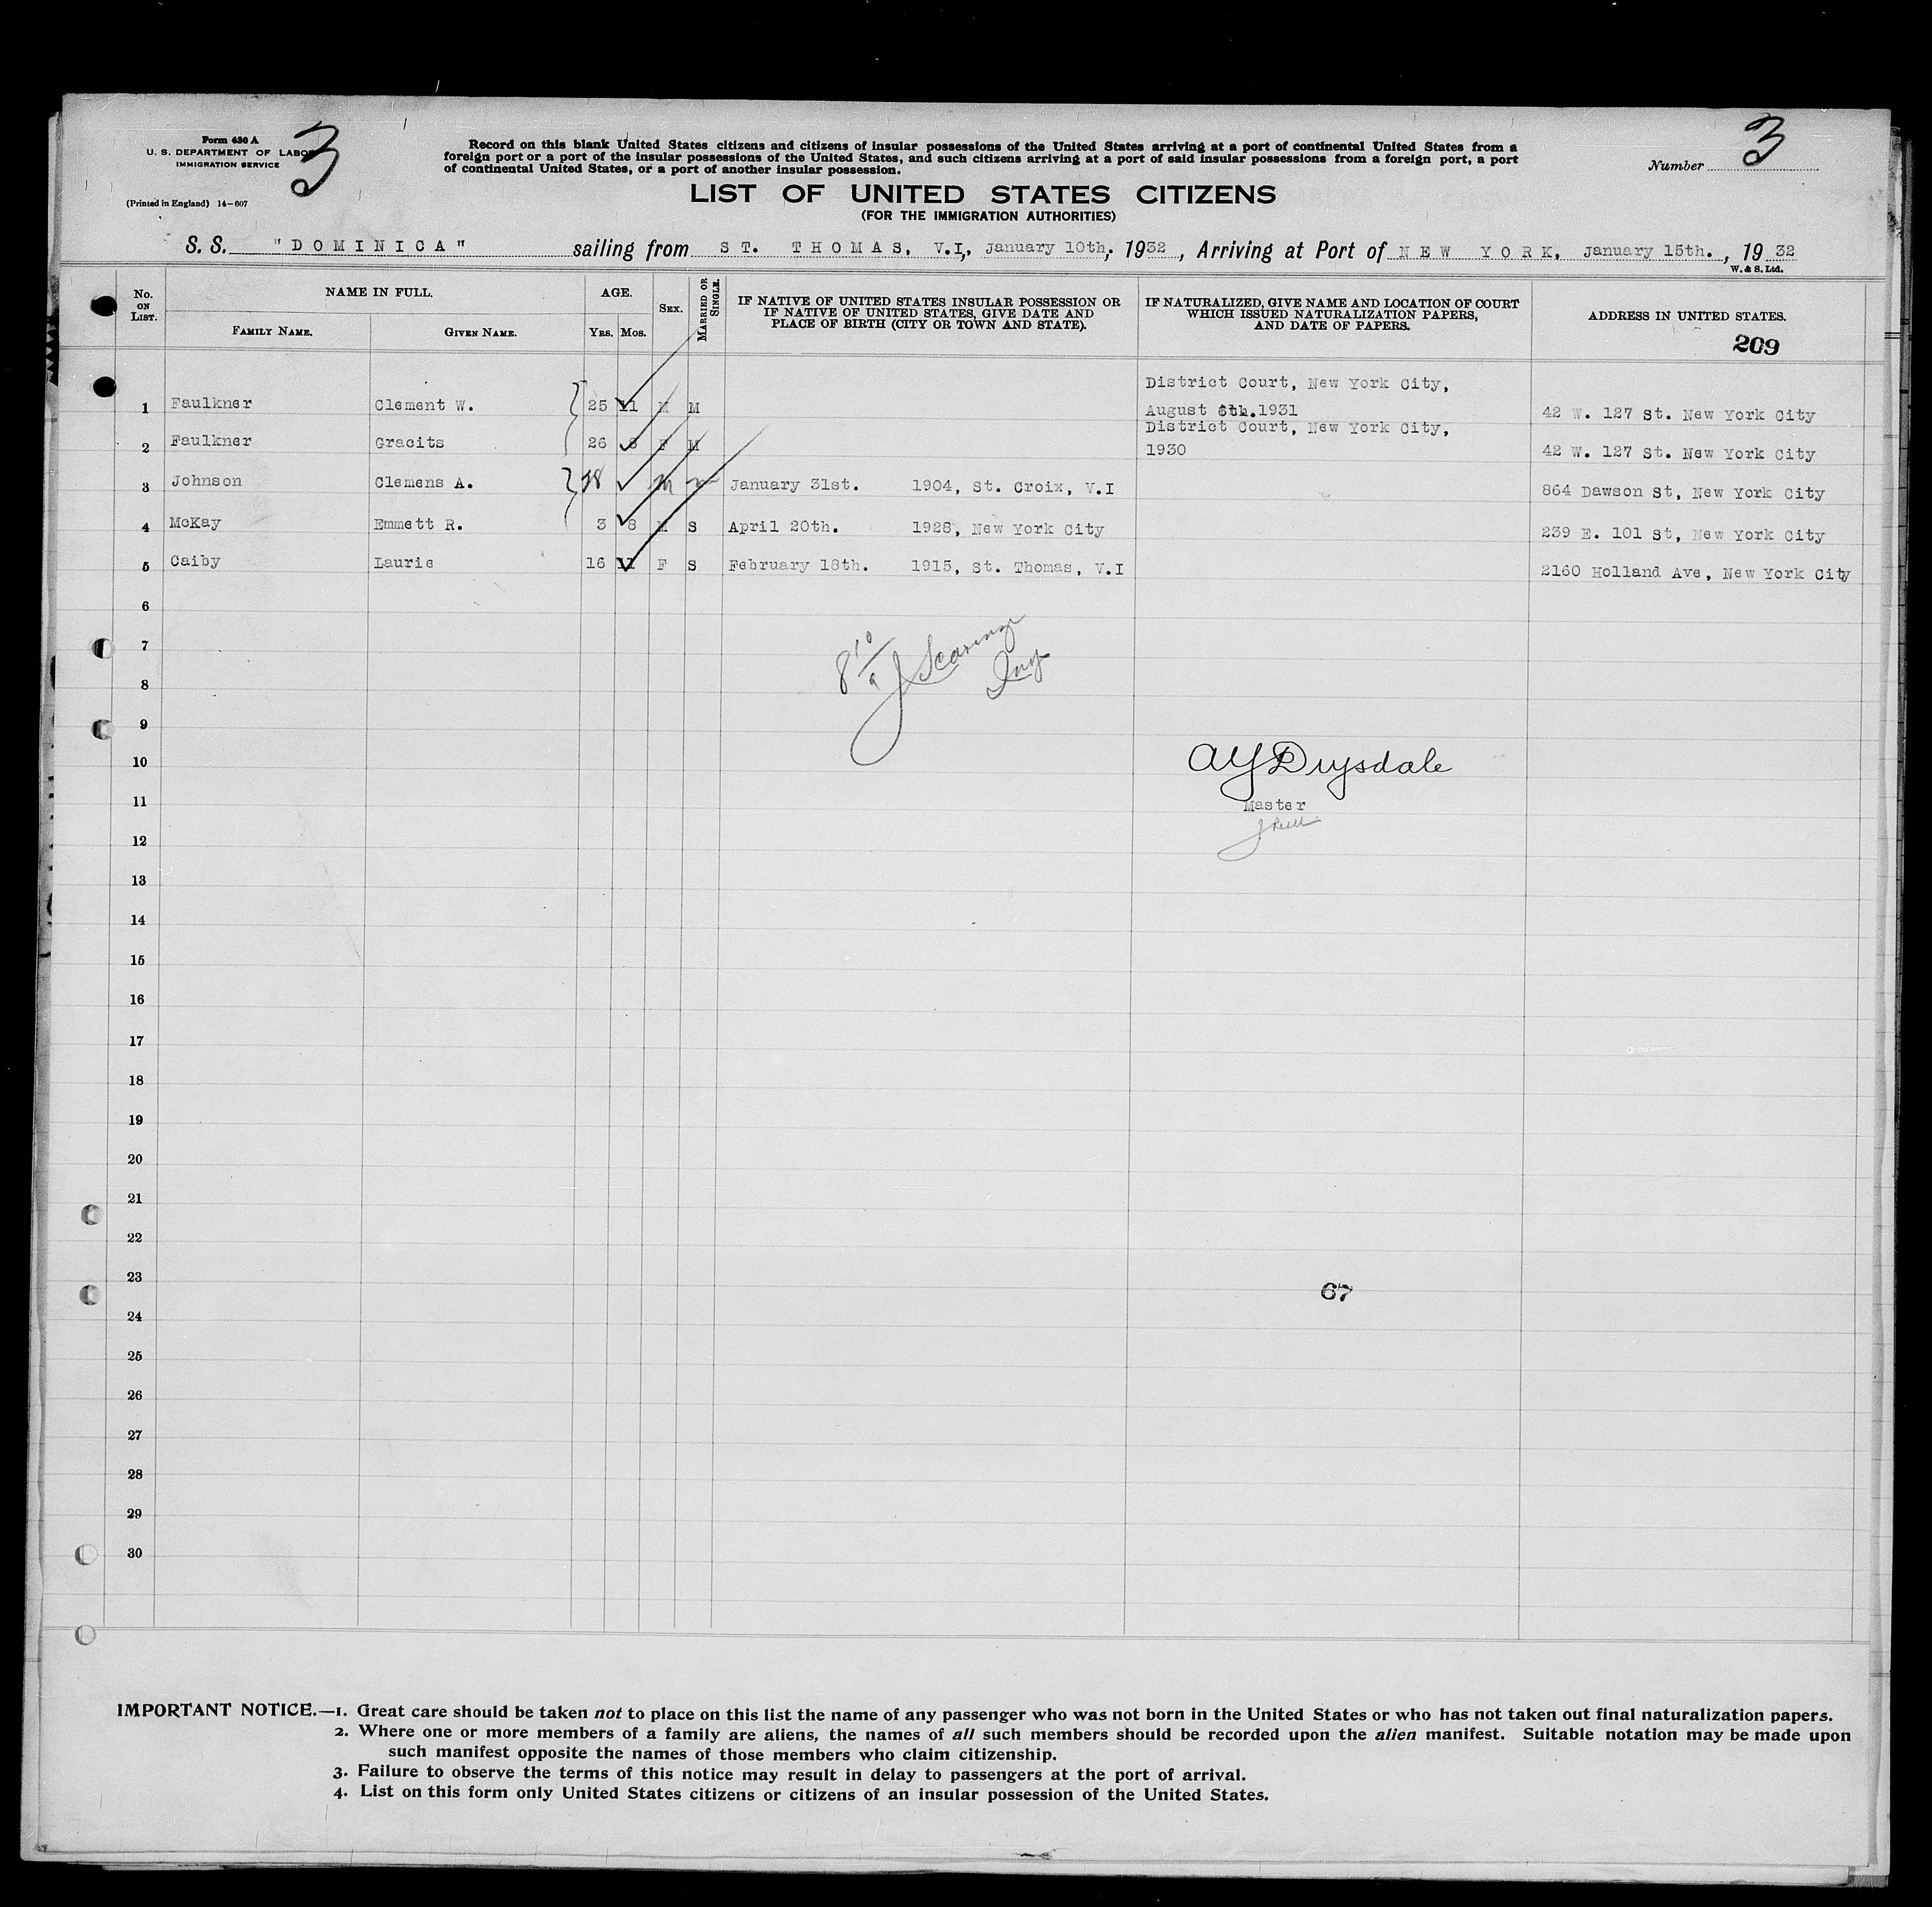 Form 630 A
U. S. DEPARTMENT OF LABOR
IMMIGRATION SERVICE
(Printed in England) 14—607
3
Record on this blank United States citizens and citizens of insular possessions of the United States arriving at a port of continental United States from a
foreign port or a port of the insular possessions of the United States, and such citizens arriving at a port of said insular possessions from a foreign port, a port
of continental United States, or a port of another insular possession.
Number 3
LIST OF UNITED STATES CITIZENS
(FOR THE IMMIGRATION AUTHORITIES)
S. S. "DOMINICA" sailing from ST. THOMAS, V.I., January 10th, 1932, Arriving at Port of NEW YORK, January 15th., 1932
W. & S. Ltd.
No. ON LIST.
NAME IN FULL.
FAMILY NAME. GIVEN NAME.
AGE.
YRS. MOS.
SEX.
MARRIED OR SINGLE.
IF NATIVE OF UNITED STATES INSULAR POSSESSION OR
IF NATIVE OF UNITED STATES, GIVE DATE AND
PLACE OF BIRTH (CITY OR TOWN AND STATE).
IF NATURALIZED, GIVE NAME AND LOCATION OF COURT
WHICH ISSUED NATURALIZATION PAPERS,
AND DATE OF PAPERS.
ADDRESS IN UNITED STATES.
209
District Court, New York City,
1 Faulkner Clement W. 25 11 M M August 6th.1931 42 W. 127 St. New York City
District Court, New York City,
2 Faulkner Gracits 26 8 F M 1930 42 W. 127 St. New York City
3 Johnson Clemens A. 28 M January 31st. 1904, St. Croix, V.I 864 Dawson St, New York City
4 McKay Emmett R. 3 8 M S April 20th. 1928, New York City 239 E. 101 St, New York City
5 Caiby Laurie 16 11 F S February 18th. 1915, St. Thomas, V.I 2160 Holland Ave, New York City
6
7
8
9
10
11
12
13
14
15
16
17
18
19
20
21
22
23
24
25
26
27
28
29
30
AY Drysdale
Master
67
IMPORTANT NOTICE.—1. Great care should be taken not to place on this list the name of any passenger who was not born in the United States or who has not taken out final naturalization papers.
2. Where one or more members of a family are aliens, the names of all such members should be recorded upon the alien manifest. Suitable notation may be made upon
such manifest opposite the names of those members who claim citizenship.
3. Failure to observe the terms of this notice may result in delay to passengers at the port of arrival.
4. List on this form only United States citizens or citizens of an insular possession of the United States.